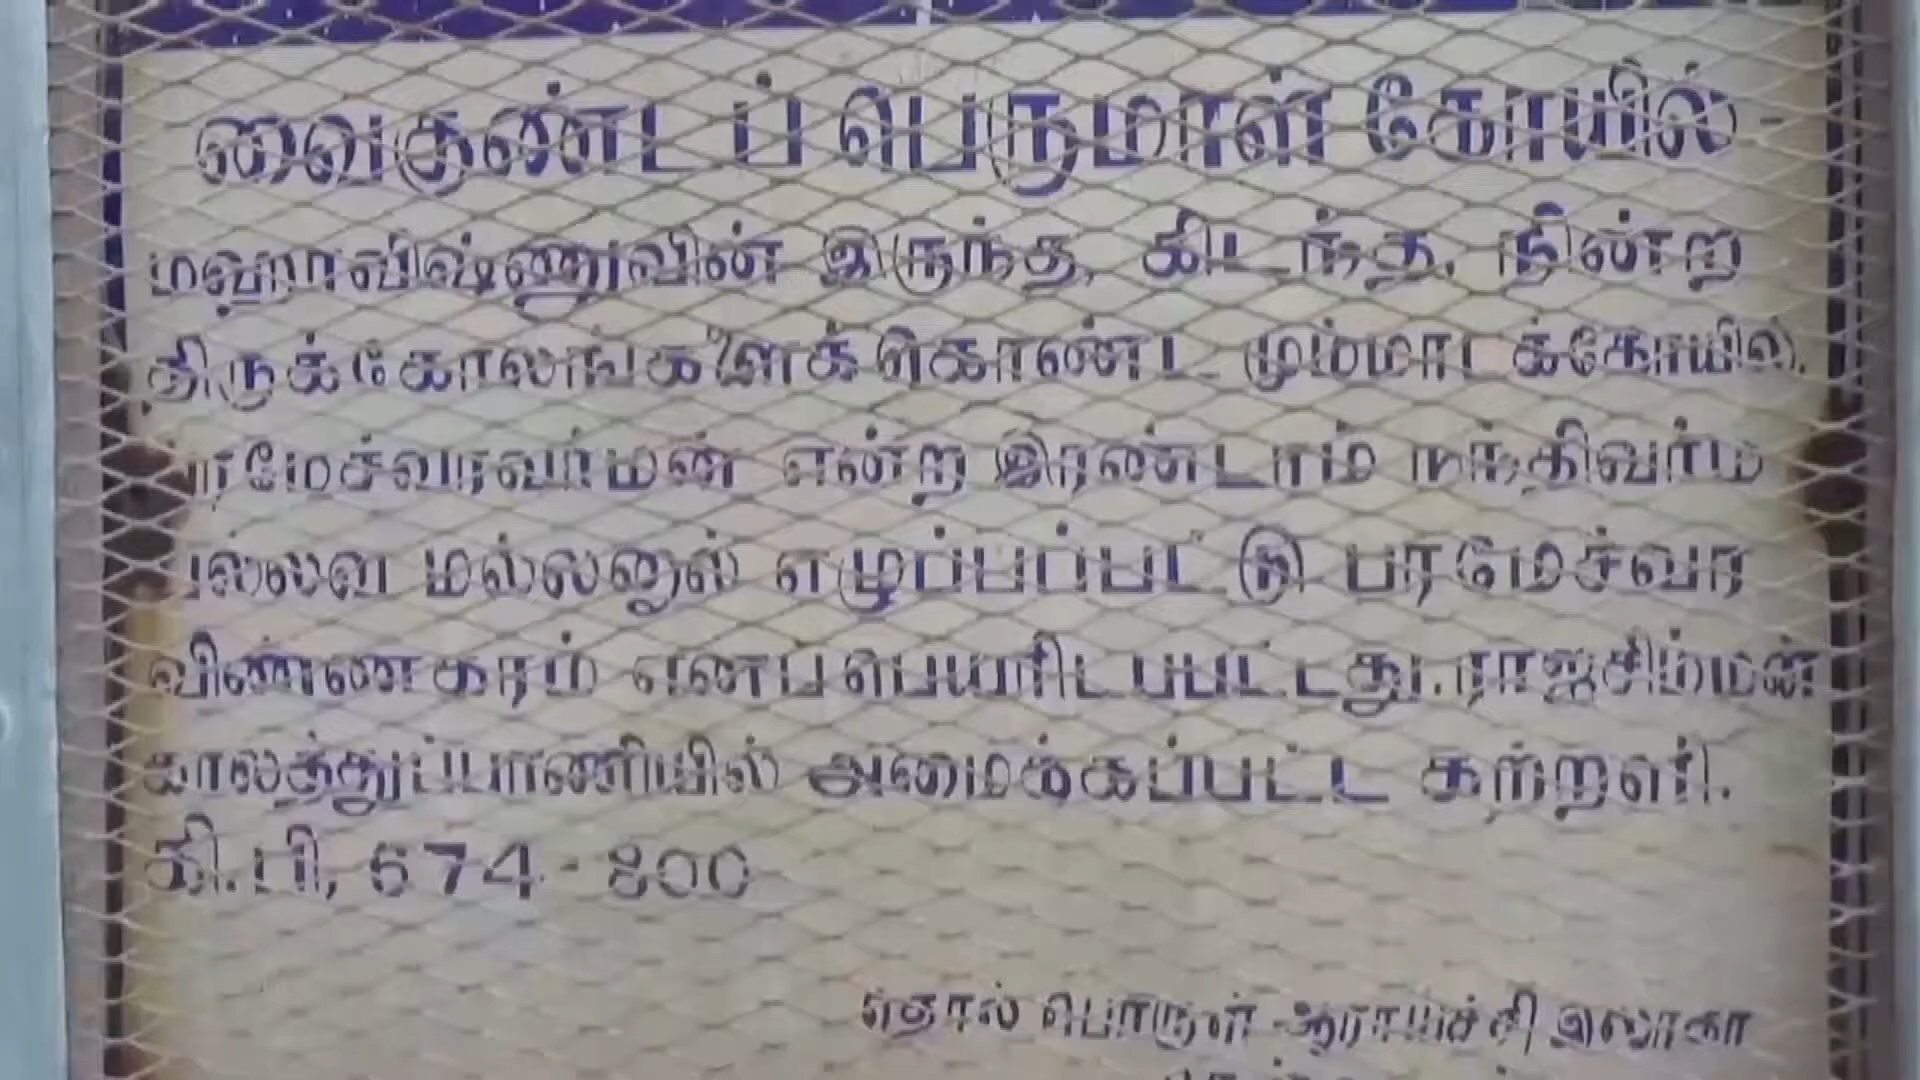 வைகுண்டப் பெருமாள் கோயில் -
மஹாவிஷ்ணுவின் இருந்த, கிடந்த, நின்ற
திருக்கோலங்களைக் கொண்ட மும்மாடக்கோயில்.
பரமேச்வரவர்மன் என்ற இரண்டாம் நந்திவர்ம
பல்லவ மல்லனால் எழுப்பப்பட்டு பரமேச்வர
விண்ணகரம் எனப்பெயரிடப்பட்டது. ராஜசிம்மன்
காலத்துப்பாணியில் அமைக்கப்பட்ட கற்றளி.
கி.பி, 674 - 800
தொல் பொருள் ஆராய்ச்சி இலாகா